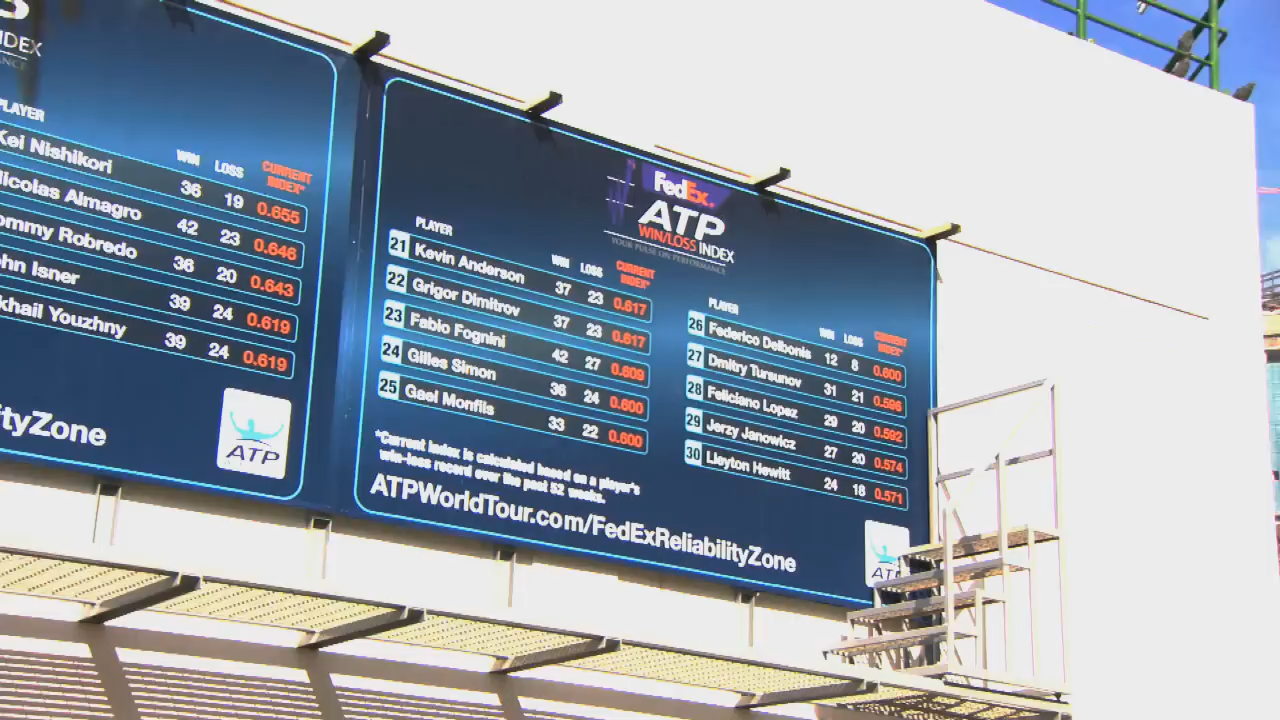 INDEX
PLAYER WIN LOSS CURRENT INDEX*
Kei Nishikori 36 19 0.655
Nicolas Almagro 42 23 0.646
Tommy Robredo 36 20 0.643
John Isner 39 24 0.619
Mikhail Youzhny 39 24 0.619
ityZone
ATP
FedEx®
ATP
WIN/LOSS INDEX
YOUR PULSE ON PERFORMANCE
PLAYER WIN LOSS CURRENT INDEX*
21 Kevin Anderson 37 23 0.617
22 Grigor Dimitrov 37 23 0.617
23 Fabio Fognini 42 27 0.609
24 Gilles Simon 36 24 0.600
25 Gael Monfils 33 22 0.600
PLAYER WIN LOSS CURRENT INDEX*
26 Federico Delbonis 12 8 0.600
27 Dmitry Tursunov 31 21 0.596
28 Feliciano Lopez 29 20 0.592
29 Jerzy Janowicz 27 20 0.574
30 Lleyton Hewitt 24 18 0.571
*Current Index is calculated based on a player's
win-loss record over the past 52 weeks.
ATPWorldTour.com/FedExReliabilityZone
ATP